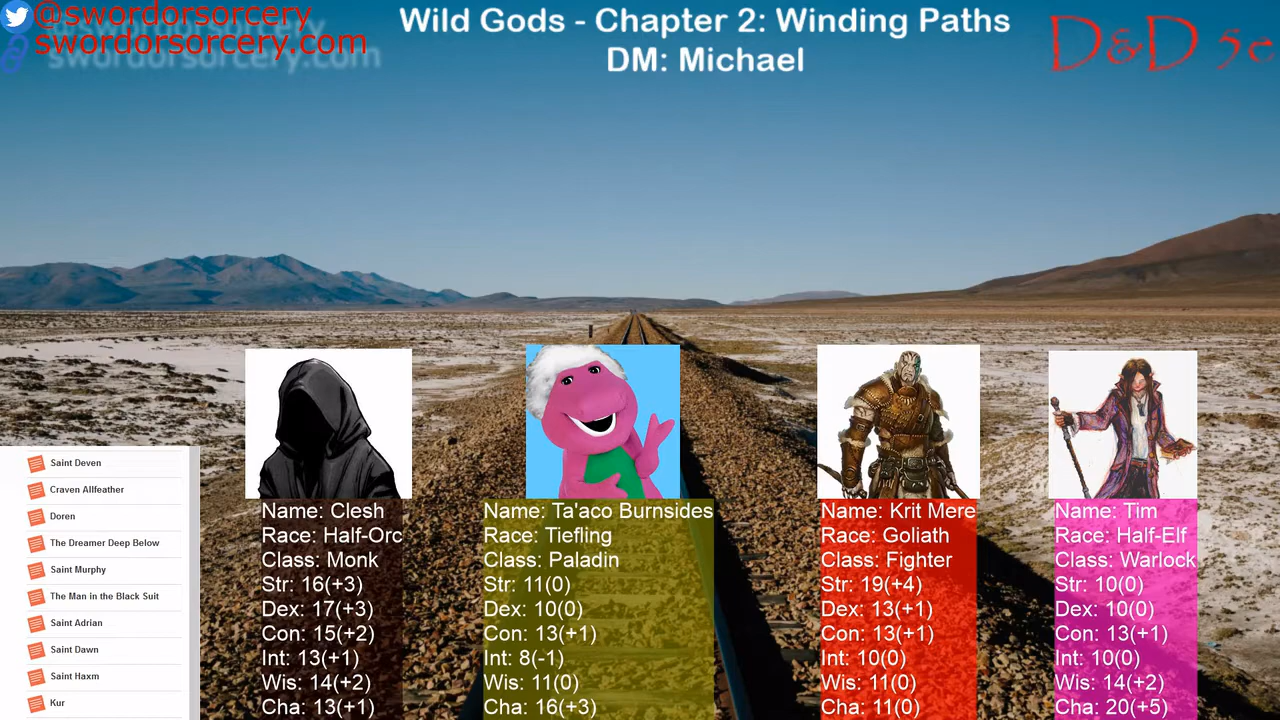 @swordorsorcery
swordorsorcery.com
Wild Gods - Chapter 2: Winding Paths
DM: Michael
D&D 5e
Saint Deven
Craven Allfeather
Doren
The Dreamer Deep Below
Saint Murphy
The Man in the Black Suit
Saint Adrian
Saint Dawn
Saint Haxm
Kur
Name: Clesh
Race: Half-Orc
Class: Monk
Str: 16(+3)
Dex: 17(+3)
Con: 15(+2)
Int: 13(+1)
Wis: 14(+2)
Cha: 13(+1)
Name: Ta'aco Burnsides
Race: Tiefling
Class: Paladin
Str: 11(0)
Dex: 10(0)
Con: 13(+1)
Int: 8(-1)
Wis: 11(0)
Cha: 16(+3)
Name: Krit Mere
Race: Goliath
Class: Fighter
Str: 19(+4)
Dex: 13(+1)
Con: 13(+1)
Int: 10(0)
Wis: 11(0)
Cha: 11(0)
Name: Tim
Race: Half-Elf
Class: Warlock
Str: 10(0)
Dex: 10(0)
Con: 13(+1)
Int: 10(0)
Wis: 14(+2)
Cha: 20(+5)